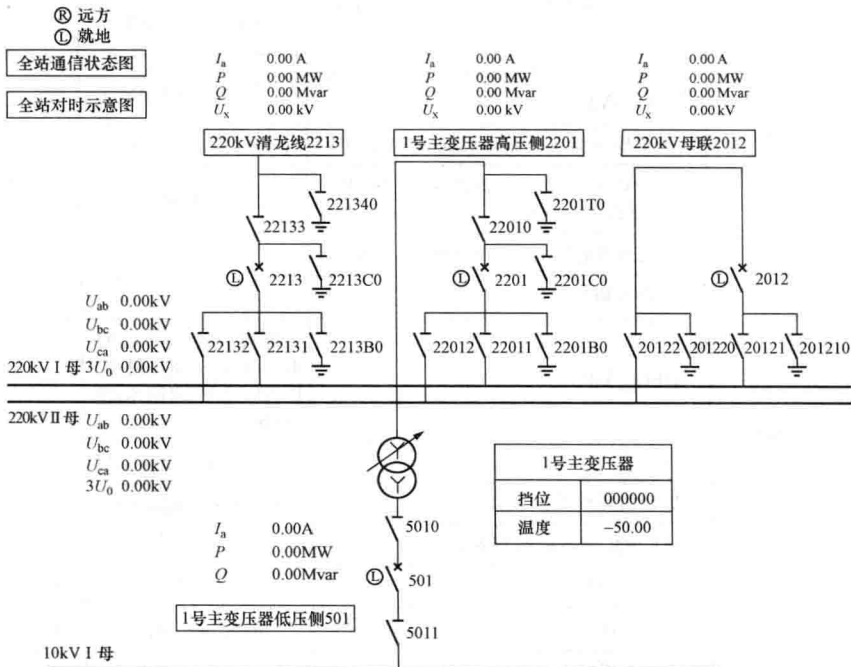 Ⓡ 远方
Ⓛ 就地
全站通信状态图
全站对时示意图
Ia 0.00 A
P 0.00 MW
Q 0.00 Mvar
Ux 0.00 kV
220kV清龙线2213
Ia 0.00 A
P 0.00 MW
Q 0.00 Mvar
Ux 0.00 kV
1号主变压器高压侧2201
Ia 0.00 A
P 0.00 MW
Q 0.00 Mvar
Ux 0.00 kV
220kV母联2012
221340
22133
Ⓛ 2213
2213C0
22132
22131
2213B0
2201T0
22010
Ⓛ 2201
2201C0
22012
22011
2201B0
Ⓛ 2012
20122
201220
20121
201210
Uab 0.00kV
Ubc 0.00kV
Uca 0.00kV
220kV I 母 3U0 0.00kV
220kV II 母 Uab 0.00kV
Ubc 0.00kV
Uca 0.00kV
3U0 0.00kV
1号主变压器
挡位 000000
温度 −50.00
Ia 0.00A
P 0.00MW
Q 0.00Mvar
1号主变压器低压侧501
5010
Ⓛ 501
5011
10kV I 母